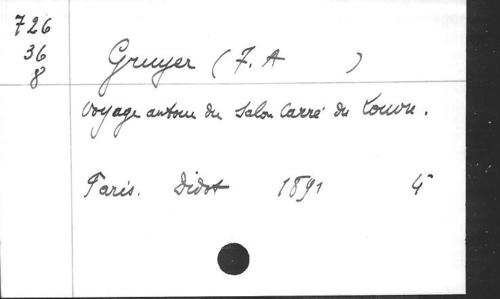 726
36
8
Gruyer (F. A )
Voyage autour du Salon Carré du Louvre.
Paris. Didot 1891 4°